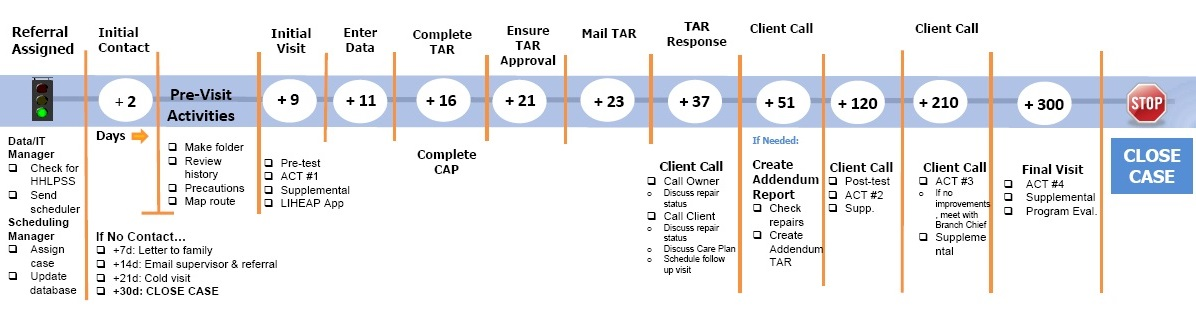 Referral
Assigned
Initial
Contact
Initial
Visit
Enter
Data
Complete
TAR
Ensure
TAR
Approval
Mail TAR
TAR
Response
Client Call
Client Call
+ 2
Pre-Visit
Activities
+ 9
+ 11
+ 16
+ 21
+ 23
+ 37
+ 51
+ 120
+ 210
+ 300
STOP
Days
Data/IT
Manager
Check for
HHLPSS
Send
scheduler
Scheduling
Manager
Assign
case
Update
database
Make folder
Review
history
Precautions
Map route
If No Contact...
+7d: Letter to family
+14d: Email supervisor & referral
+21d: Cold visit
+30d: CLOSE CASE
Pre-test
ACT #1
Supplemental
LIHEAP App
Complete
CAP
Client Call
Call Owner
Discuss repair
status
Call Client
Discuss repair
status
Discuss Care Plan
Schedule follow
up visit
If Needed:
Create
Addendum
Report
Check
repairs
Create
Addendum
TAR
Client Call
Post-test
ACT #2
Supp.
Client Call
ACT #3
If no
improvements
, meet with
Branch Chief
Suppleme
ntal
Final Visit
ACT #4
Supplemental
Program Eval.
CLOSE
CASE